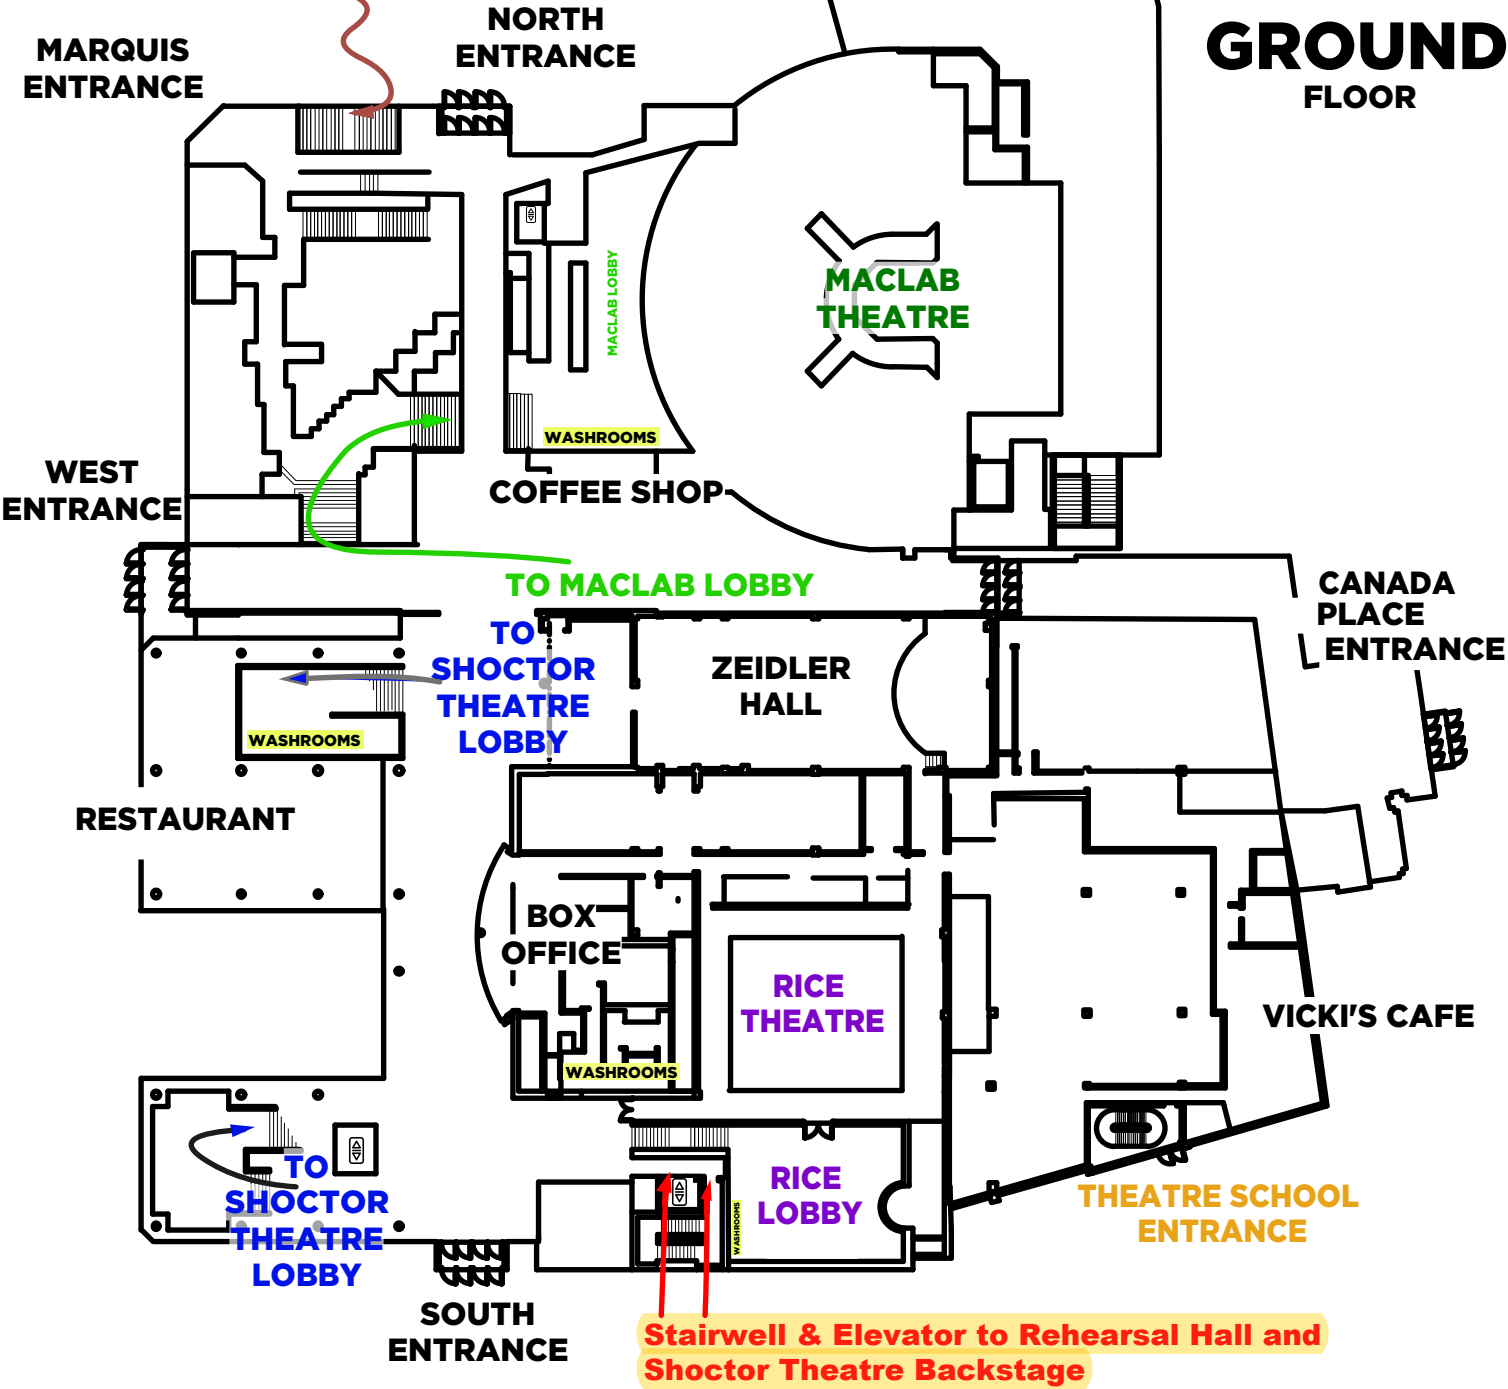 GROUND
FLOOR
NORTH
ENTRANCE
MARQUIS
ENTRANCE
MACLAB LOBBY
MACLAB
THEATRE
WASHROOMS
WEST
ENTRANCE
COFFEE SHOP
TO MACLAB LOBBY
CANADA
PLACE
ENTRANCE
TO
SHOCTOR
THEATRE
LOBBY
ZEIDLER
HALL
WASHROOMS
RESTAURANT
BOX
OFFICE
RICE
THEATRE
VICKI'S CAFE
WASHROOMS
TO
SHOCTOR
THEATRE
LOBBY
RICE
LOBBY
WASHROOMS
THEATRE SCHOOL
ENTRANCE
SOUTH
ENTRANCE
Stairwell & Elevator to Rehearsal Hall and
Shoctor Theatre Backstage